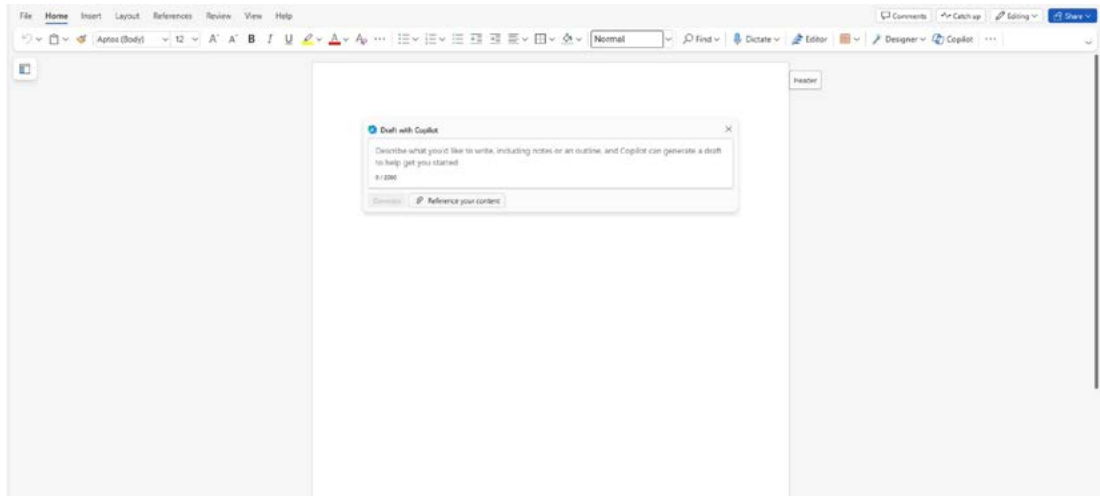 File Home Insert Layout References Review View Help
Comments Catch up Editing Share
Aptos (Body) 12 A A B I U A A Normal Find Dictate Editor Designer Copilot
Header
Draft with Copilot
Describe what you'd like to write, including notes or an outline, and Copilot can generate a draft
to help get you started
0 / 2000
Generate Reference your content